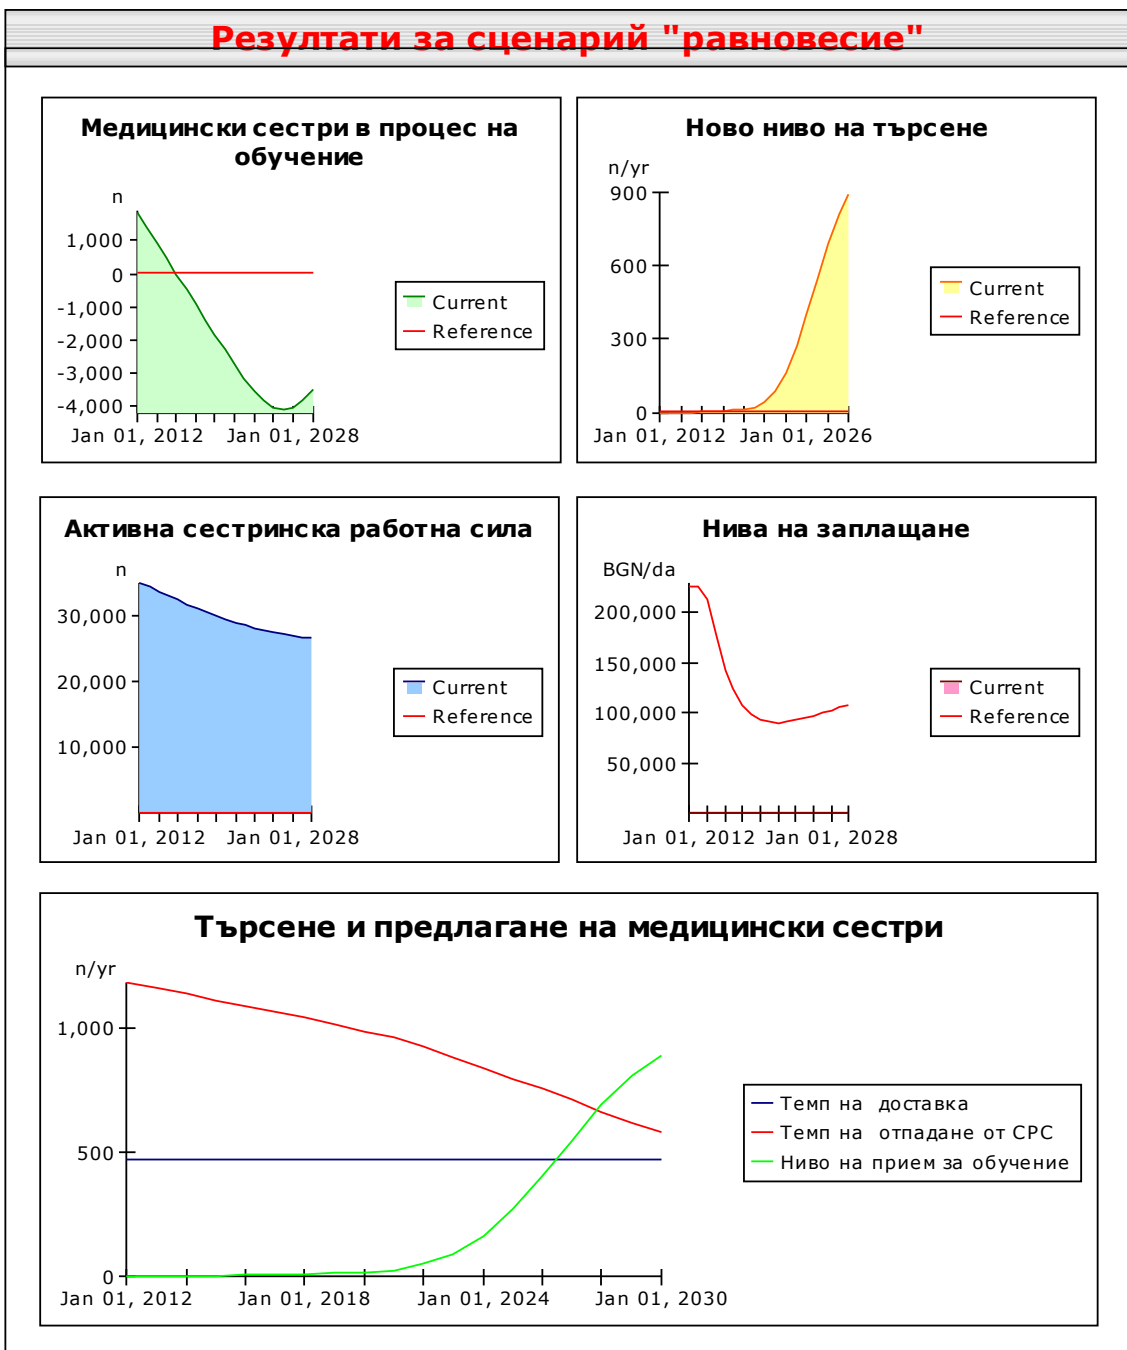 Резултати за сценарий "равновесие"
Медицински сестри в процес на
обучение
n
1,000
0
-1,000
-2,000
-3,000
-4,000
Jan 01, 2012 Jan 01, 2028
Current
Reference
Ново ниво на търсене
n/yr
900
600
300
0
Jan 01, 2012 Jan 01, 2026
Current
Reference
Активна сестринска работна сила
n
30,000
20,000
10,000
Jan 01, 2012 Jan 01, 2028
Current
Reference
Нива на заплащане
BGN/da
200,000
150,000
100,000
50,000
Jan 01, 2012 Jan 01, 2028
Current
Reference
Търсене и предлагане на медицински сестри
n/yr
1,000
500
0
Jan 01, 2012 Jan 01, 2018 Jan 01, 2024 Jan 01, 2030
Темп на доставка
Темп на отпадане от СРС
Ниво на прием за обучение